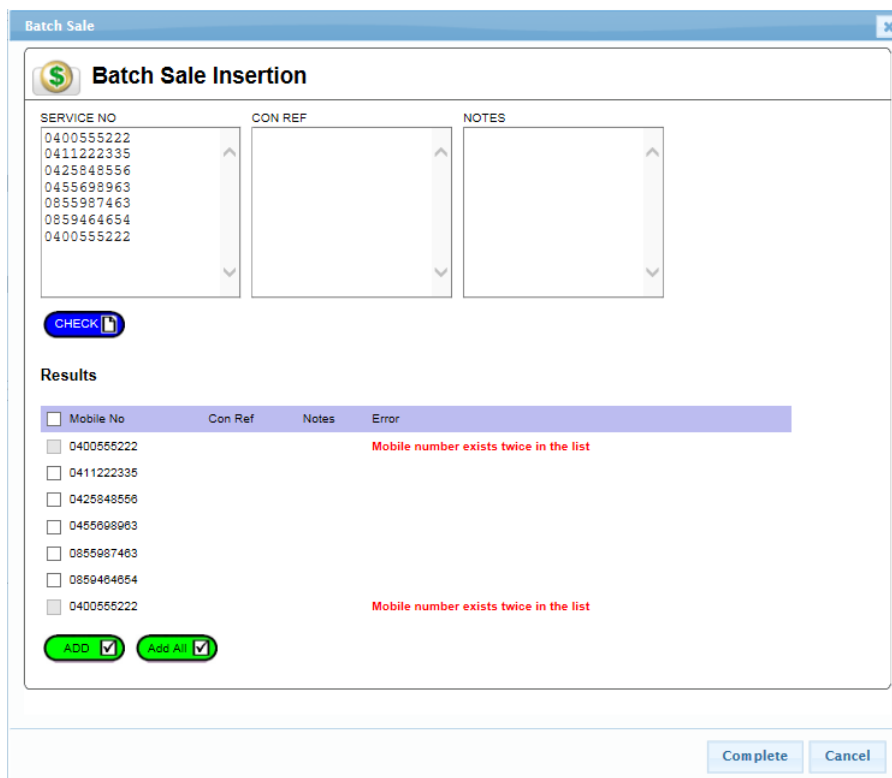 Batch Sale
Batch Sale Insertion
SERVICE NO CON REF NOTES
0400555222
0411222335
0425848556
0455698963
0855987463
0859464654
0400555222
CHECK
Results
Mobile No Con Ref Notes Error
0400555222 Mobile number exists twice in the list
0411222335
0425848556
0455698963
0855987463
0859464654
0400555222 Mobile number exists twice in the list
ADD Add All
Complete Cancel